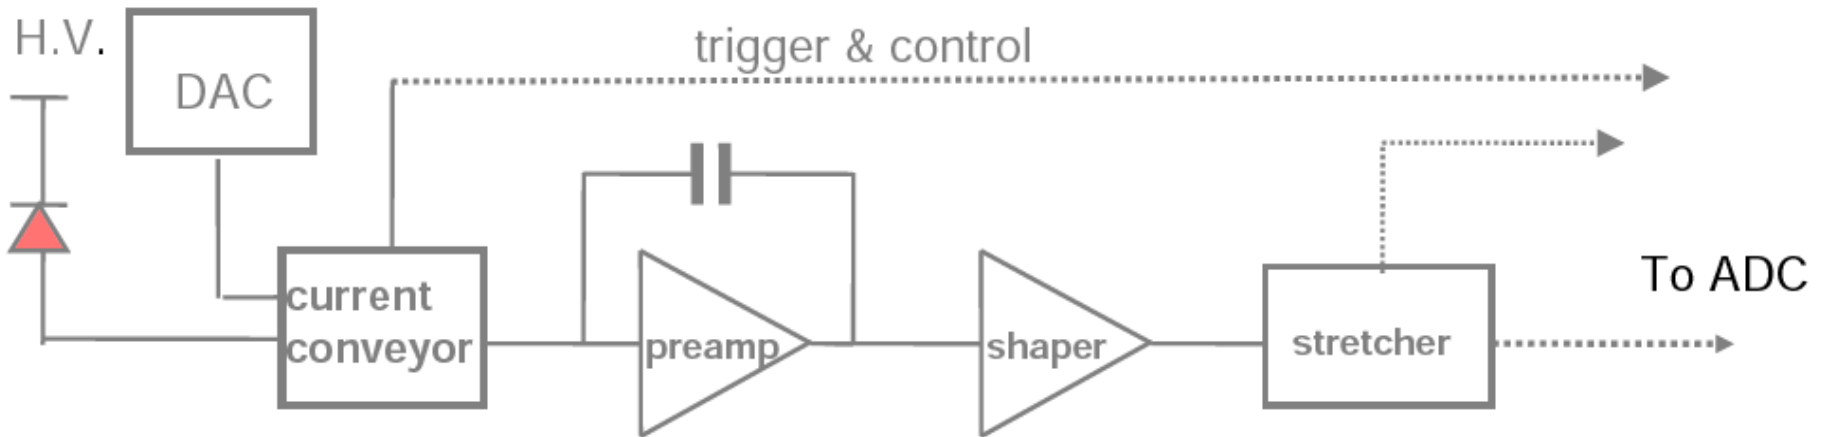 H.V.
DAC
trigger & control
current
conveyor
preamp
shaper
stretcher
To ADC